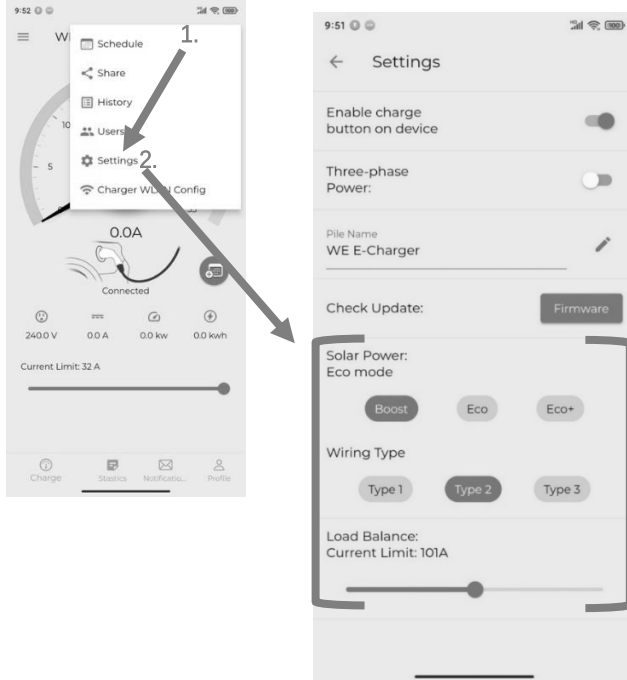 9:52
W
1.
Schedule
Share
History
Users
2.
Settings
Charger WLAN Config
10
5
35
0.0A
Connected
240.0 V
0.0 A
0.0 kw
0.0 kwh
Current Limit: 32 A
Charge
Stastics
Notificatio...
Profile
9:51
Settings
Enable charge
button on device
Three-phase
Power:
Pile Name
WE E-Charger
Check Update:
Firmware
Solar Power:
Eco mode
Boost
Eco
Eco+
Wiring Type
Type 1
Type 2
Type 3
Load Balance:
Current Limit: 101A